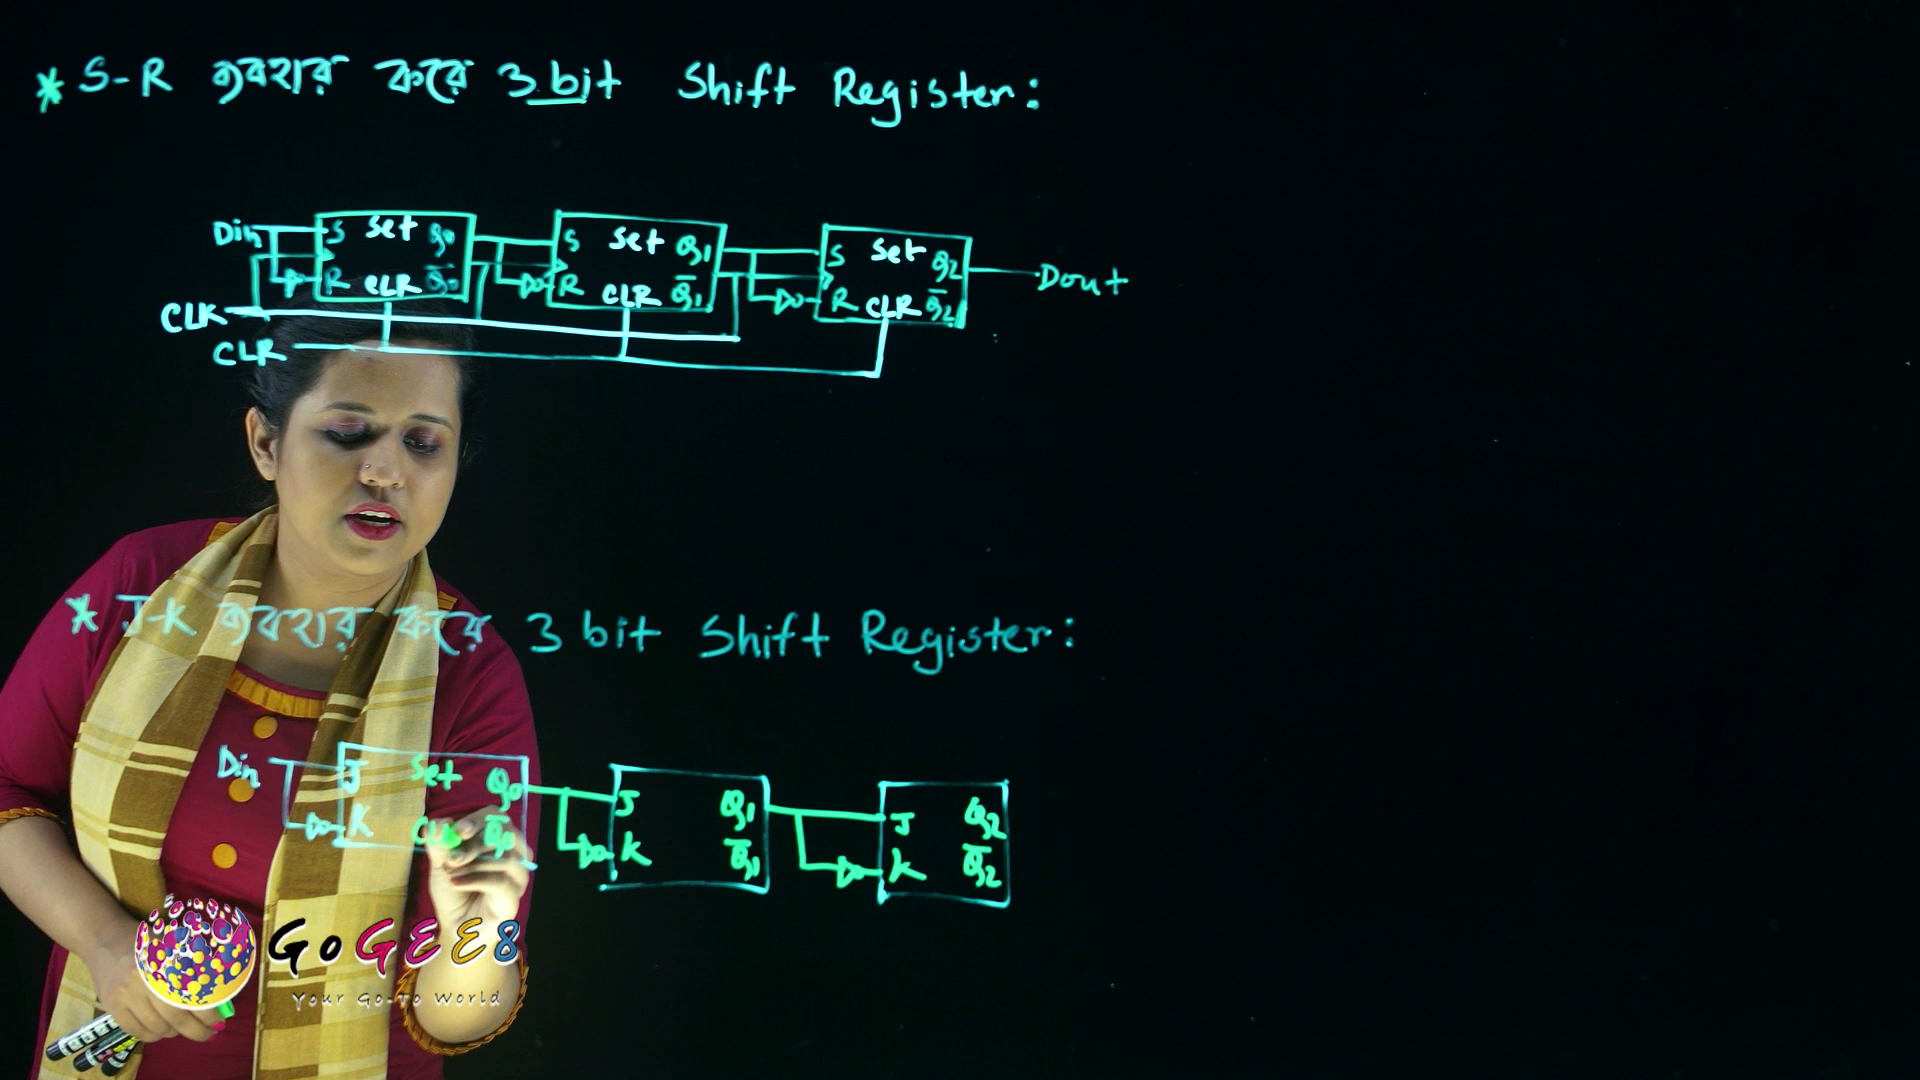 * S-R ব্যবহার করে 3 bit Shift Register:
Din S Set Q0 S Set Q1 S Set Q2 Dout
R CLR Q̅0 R CLR Q̅1 R CLR Q̅2
CLK
CLR
* J-K ব্যবহার করে 3 bit Shift Register:
Din J Set Q0 J Q1 J Q2
K Q̅0 K Q̅1 K Q̅2
GoGEE8
Your Go-To World